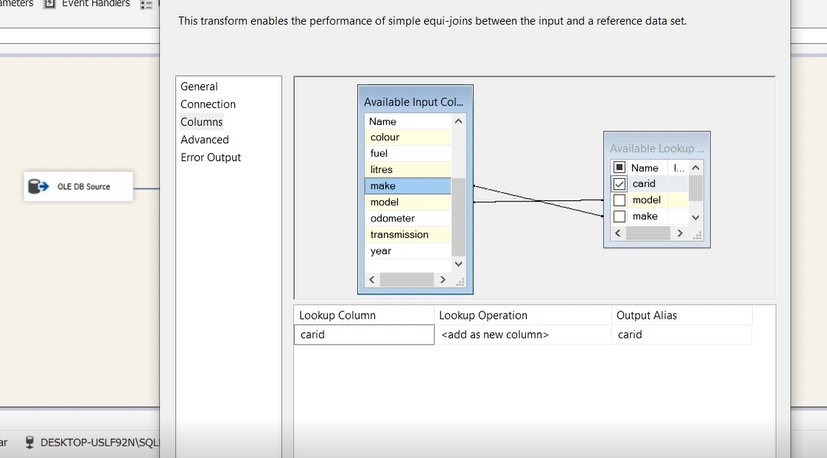 ameters Event Handlers
This transform enables the performance of simple equi-joins between the input and a reference data set.
General
Connection
Columns
Advanced
Error Output
OLE DB Source
Available Input Col...
Name
colour
fuel
litres
make
model
odometer
transmission
year
Available Lookup ...
Name I...
carid
model
make
Lookup Column Lookup Operation Output Alias
carid <add as new column> carid
ar DESKTOP-USLF92N\SQL